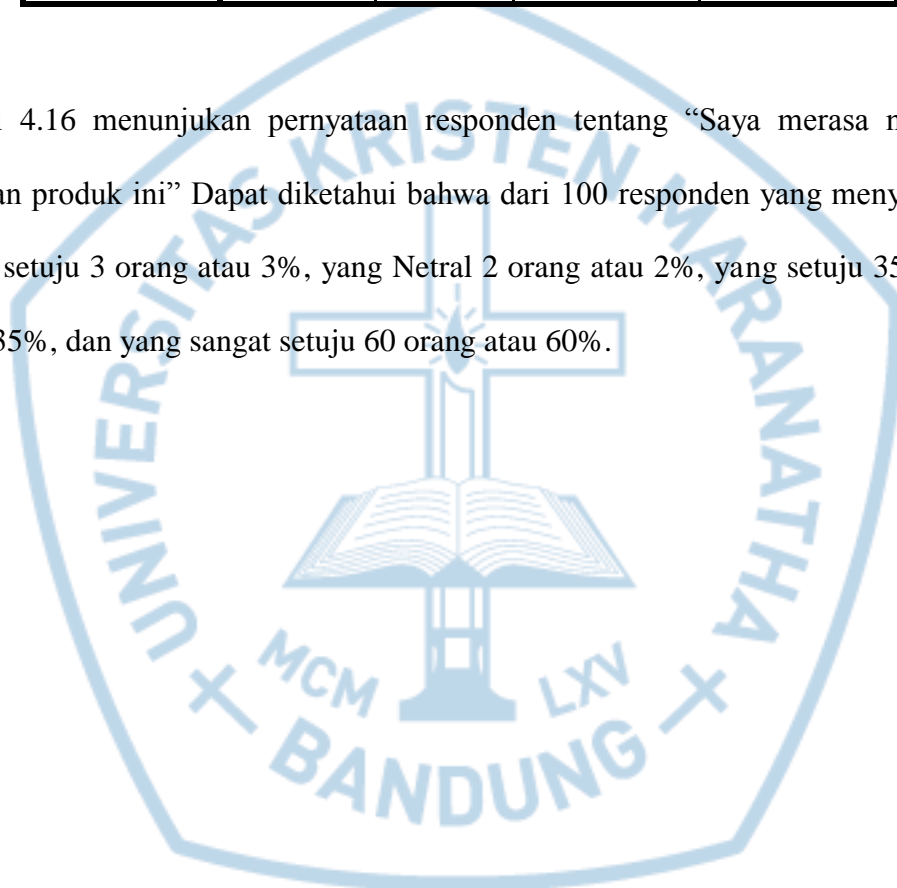 4.16 menunjukan pernyataan responden tentang “Saya merasa
produk ini” Dapat diketahui bahwa dari 100 responden yang
setuju 3 orang atau 3%, yang Netral 2 orang atau 2%, yang setuju 35
35%, dan yang sangat setuju 60 orang atau 60%.
UNIVERSITAS KRISTEN MARANATHA
MCM LXV
BANDUNG